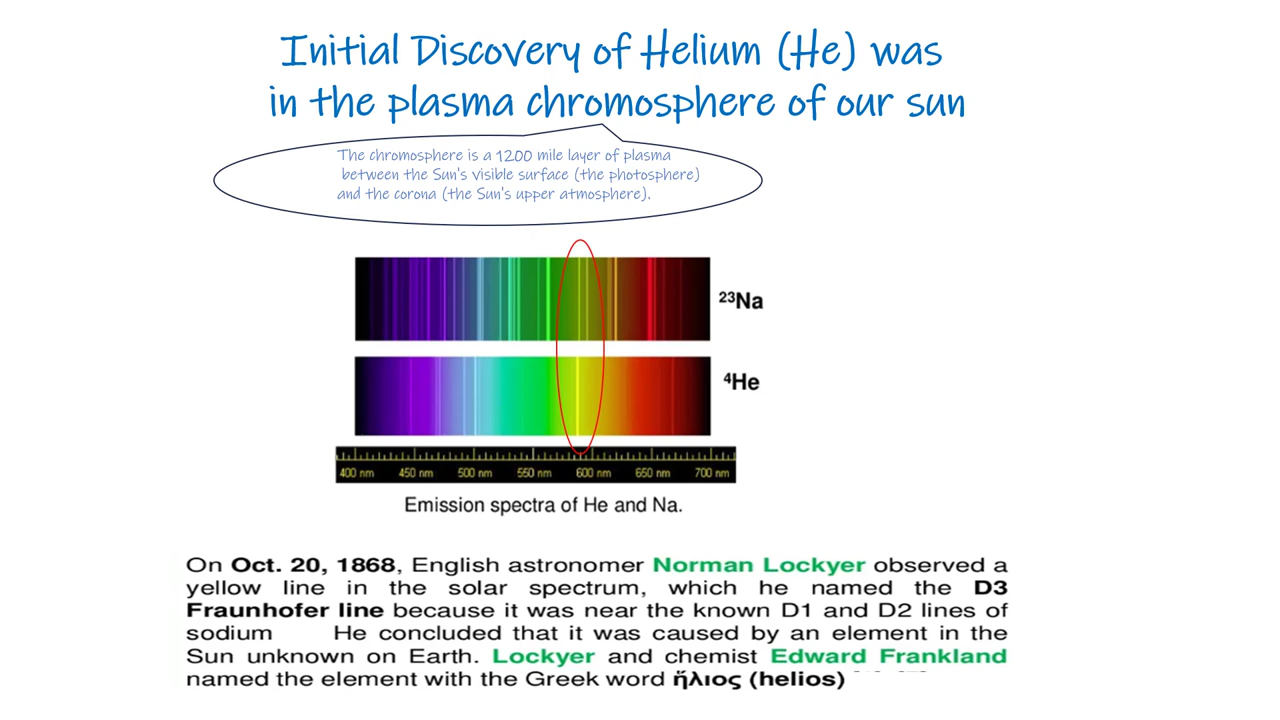 Initial Discovery of Helium (He) was
in the plasma chromosphere of our sun
The chromosphere is a 1200 mile layer of plasma
between the Sun's visible surface (the photosphere)
and the corona (the Sun's upper atmosphere).
²³Na
⁴He
400 nm 450 nm 500 nm 550 nm 600 nm 650 nm 700 nm
Emission spectra of He and Na.
On Oct. 20, 1868, English astronomer Norman Lockyer observed a
yellow line in the solar spectrum, which he named the D3
Fraunhofer line because it was near the known D1 and D2 lines of
sodium He concluded that it was caused by an element in the
Sun unknown on Earth. Lockyer and chemist Edward Frankland
named the element with the Greek word ἥλιος (helios)